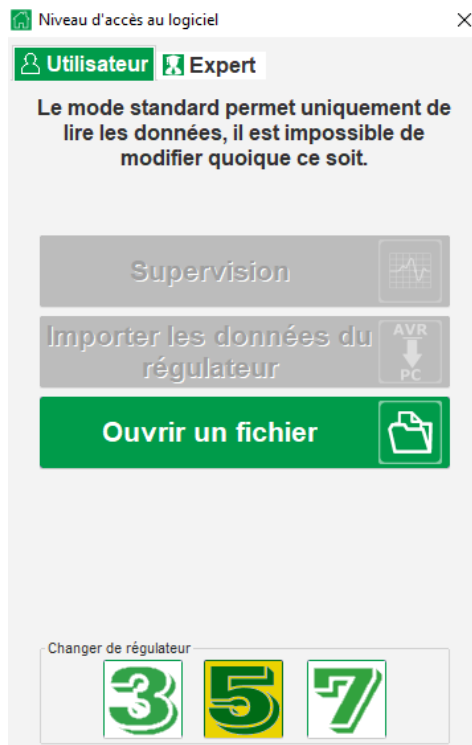 Niveau d'accès au logiciel
Utilisateur
Expert
Le mode standard permet uniquement de
lire les données, il est impossible de
modifier quoique ce soit.
Supervision
Importer les données du
régulateur
AVR
PC
Ouvrir un fichier
Changer de régulateur
3 5 7